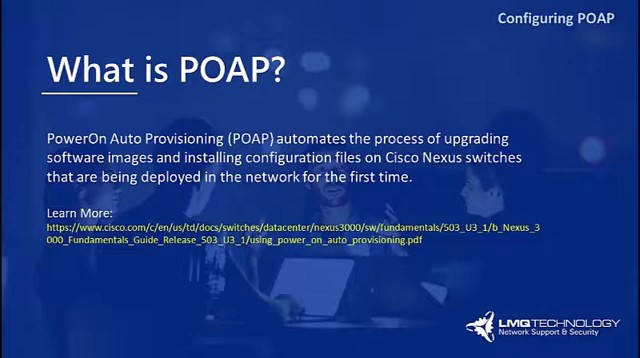 Configuring POAP
What is POAP?
PowerOn Auto Provisioning (POAP) automates the process of upgrading
software images and installing configuration files on Cisco Nexus switches
that are being deployed in the network for the first time.
Learn More:
https://www.cisco.com/c/en/us/td/docs/switches/datacenter/nexus3000/sw/fundamentals/503_U3_1/b_Nexus_3
000_Fundamentals_Guide_Release_503_U3_1/using_power_on_auto_provisioning.pdf
LMQTECHNOLOGY
Network Support & Security